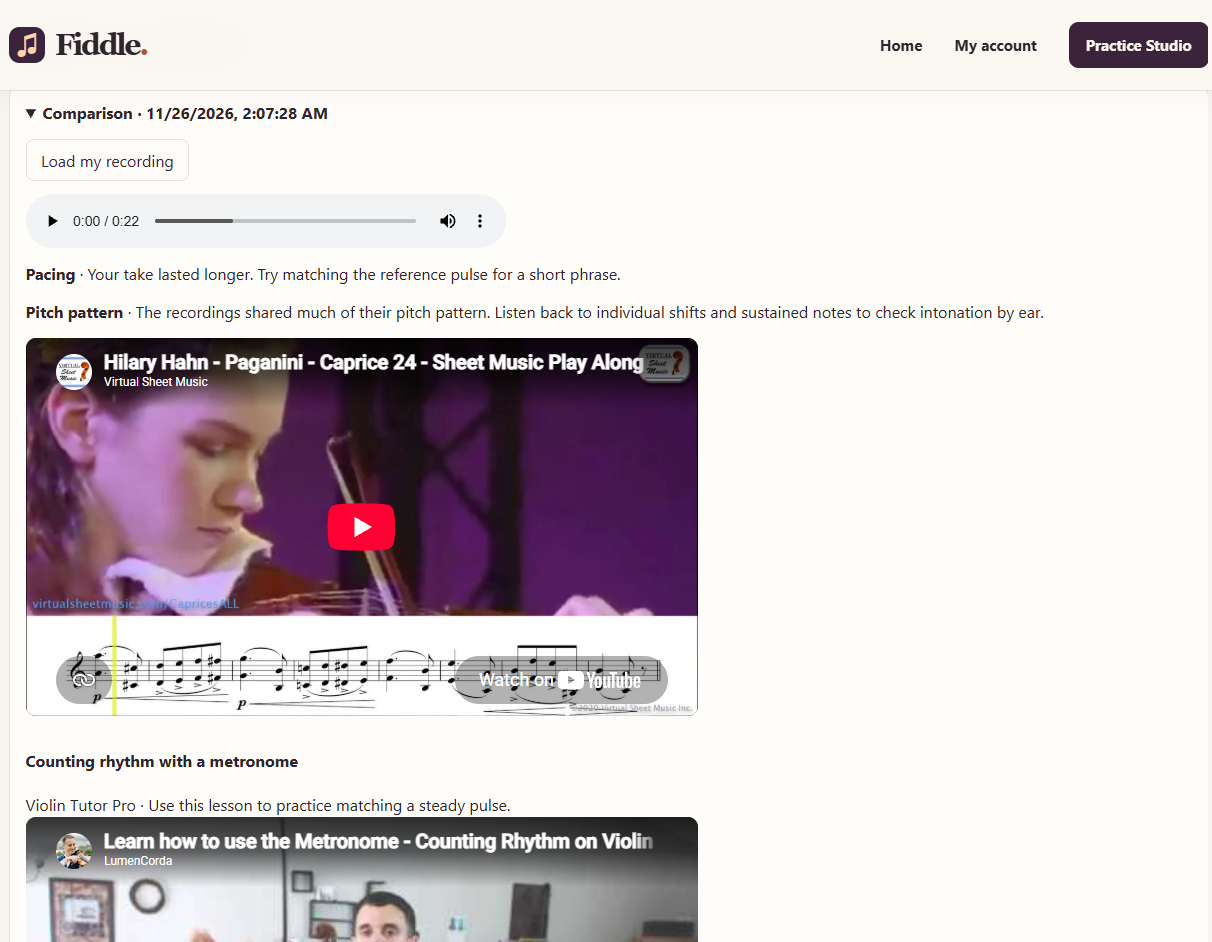 Fiddle.
Home
My account
Practice Studio
▼ Comparison · 11/26/2026, 2:07:28 AM
Load my recording
0:00 / 0:22
Pacing · Your take lasted longer. Try matching the reference pulse for a short phrase.
Pitch pattern · The recordings shared much of their pitch pattern. Listen back to individual shifts and sustained notes to check intonation by ear.
Hilary Hahn - Paganini - Caprice 24 - Sheet Music Play Along
Virtual Sheet Music
VIRTUAL
Sheet
Music
virtualsheetmusic.com/CapricesALL
p
p
Watch on YouTube
©2020 Virtual Sheet Music Inc.
Counting rhythm with a metronome
Violin Tutor Pro · Use this lesson to practice matching a steady pulse.
Learn how to use the Metronome - Counting Rhythm on Violin
LumenCorda